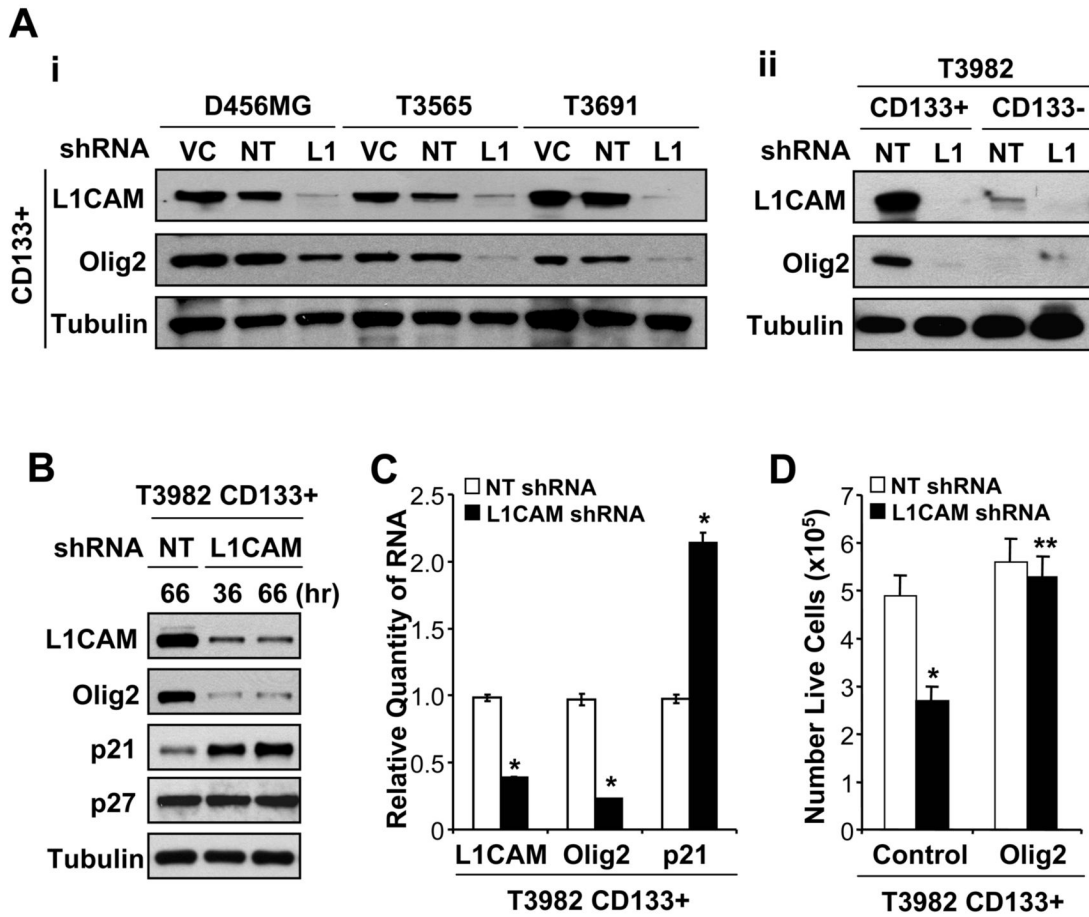 A
i
D456MG T3565 T3691
shRNA VC NT L1 VC NT L1 VC NT L1
CD133+
L1CAM
Olig2
Tubulin
ii
T3982
CD133+ CD133-
shRNA NT L1 NT L1
L1CAM
Olig2
Tubulin
B
T3982 CD133+
shRNA NT L1CAM
66 36 66 (hr)
L1CAM
Olig2
p21
p27
Tubulin
C
NT shRNA
L1CAM shRNA
Relative Quantity of RNA
2.5
2.0
1.5
1.0
0.5
0
* * *
L1CAM Olig2 p21
T3982 CD133+
D
NT shRNA
L1CAM shRNA
Number Live Cells (x10⁵)
7
6
5
4
3
2
1
0
* **
Control Olig2
T3982 CD133+